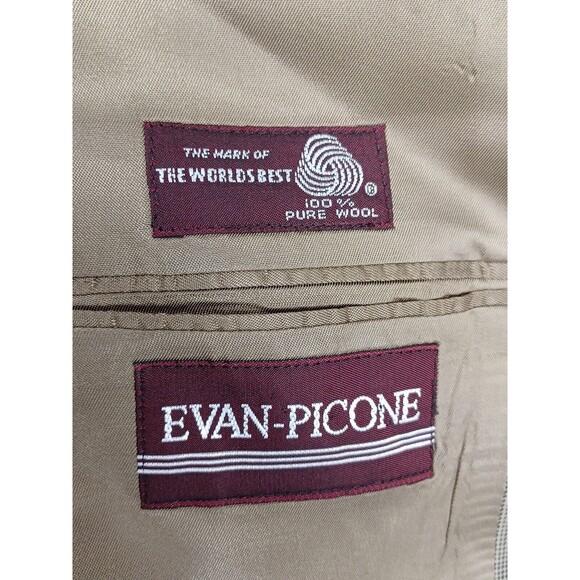 THE MARK OF
THE WORLDS BEST
®
100%
PURE WOOL
EVAN-PICONE